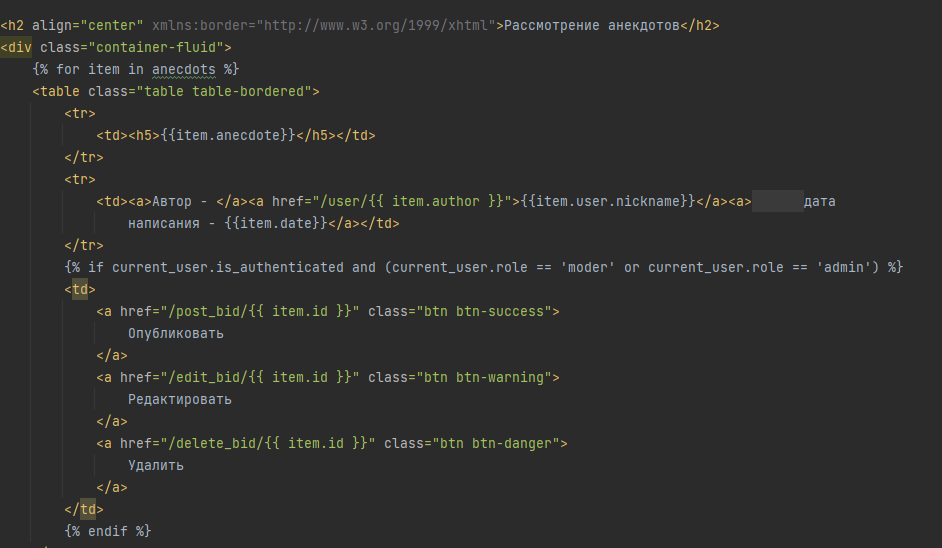 <h2 align="center" xmlns:border="http://www.w3.org/1999/xhtml">Рассмотрение анекдотов</h2>
<div class="container-fluid">
    {% for item in anecdots %}
    <table class="table table-bordered">
        <tr>
            <td><h5>{{item.anecdote}}</h5></td>
        </tr>
        <tr>
            <td><a>Автор - </a><a href="/user/{{ item.author }}">{{item.user.nickname}}</a><a>дата
                написания - {{item.date}}</a></td>
        </tr>
        {% if current_user.is_authenticated and (current_user.role == 'moder' or current_user.role == 'admin') %}
        <td>
            <a href="/post_bid/{{ item.id }}" class="btn btn-success">
                Опубликовать
            </a>
            <a href="/edit_bid/{{ item.id }}" class="btn btn-warning">
                Редактировать
            </a>
            <a href="/delete_bid/{{ item.id }}" class="btn btn-danger">
                Удалить
            </a>
        </td>
        {% endif %}